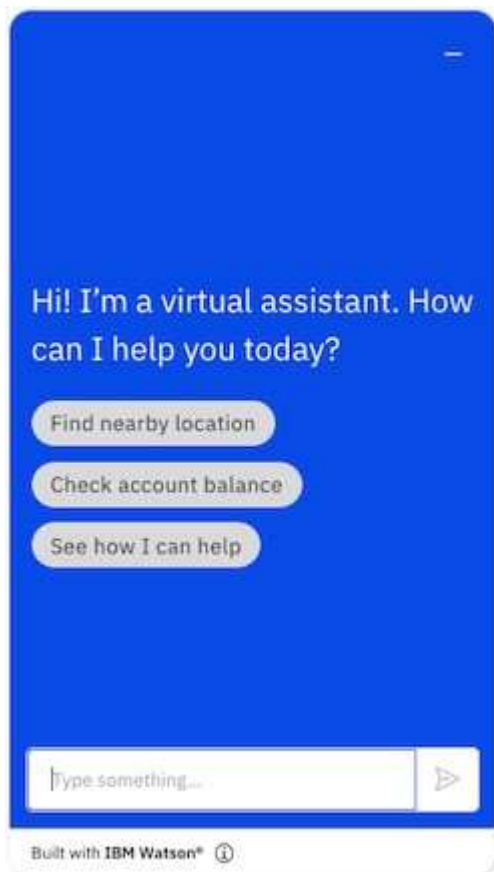 Hi! I'm a virtual assistant. How
can I help you today?
Find nearby location
Check account balance
See how I can help
Type something...
Built with IBM Watson®